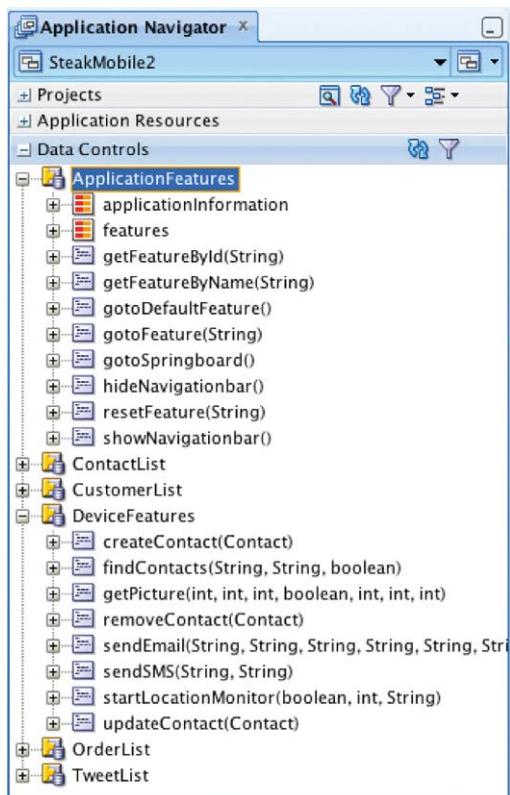 Application Navigator
SteakMobile2
Projects
Application Resources
Data Controls
ApplicationFeatures
applicationInformation
features
getFeatureById(String)
getFeatureByName(String)
gotoDefaultFeature()
gotoFeature(String)
gotoSpringboard()
hideNavigationbar()
resetFeature(String)
showNavigationbar()
ContactList
CustomerList
DeviceFeatures
createContact(Contact)
findContacts(String, String, boolean)
getPicture(int, int, int, boolean, int, int, int)
removeContact(Contact)
sendEmail(String, String, String, String, String, Stri
sendSMS(String, String)
startLocationMonitor(boolean, int, String)
updateContact(Contact)
OrderList
TweetList